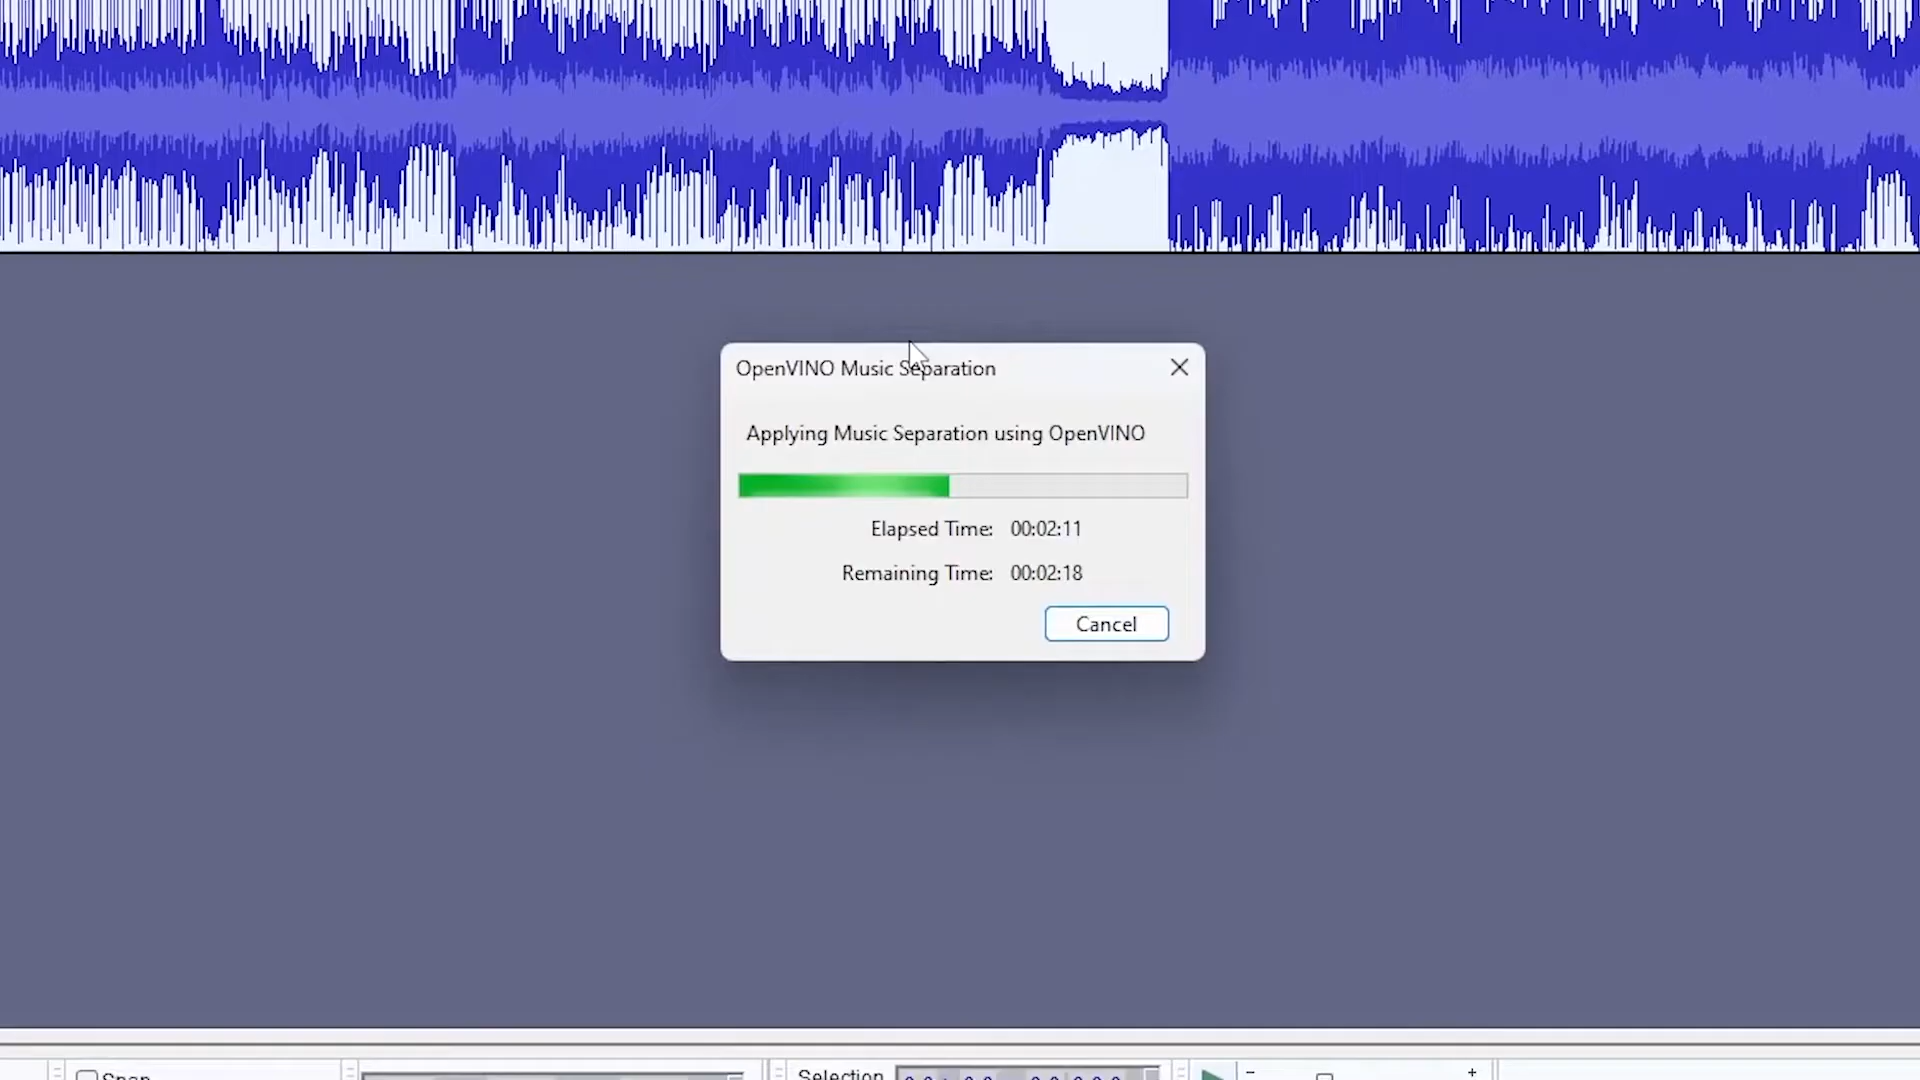 OpenVINO Music Separation
Applying Music Separation using OpenVINO
Elapsed Time: 00:02:11
Remaining Time: 00:02:18
Cancel
Snap
Selection